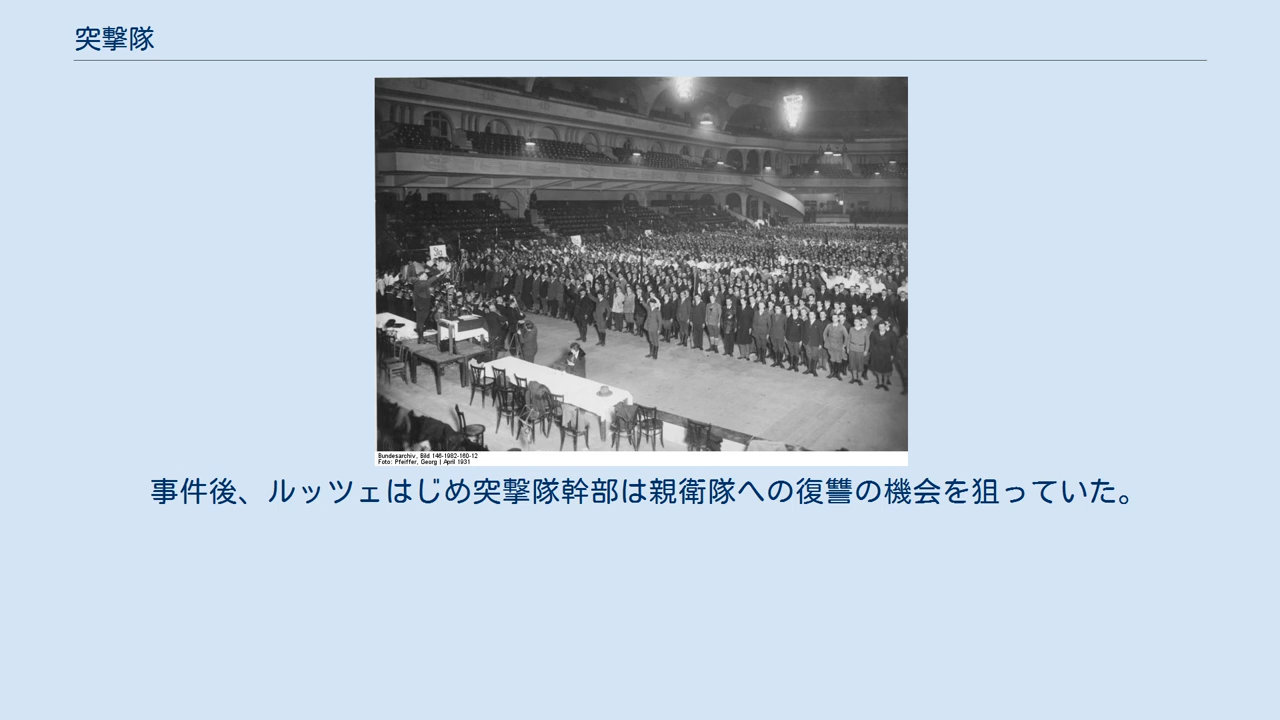 突撃隊
Bundesarchiv, Bild 146-1982-160-12
Foto: Pfeiffer, Georg | April 1931
事件後、ルッツェはじめ突撃隊幹部は親衛隊への復讐の機会を狙っていた。